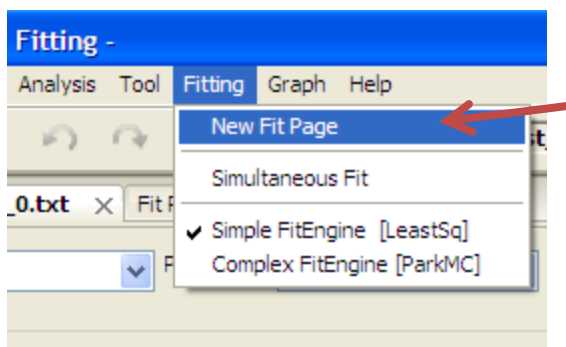 Fitting -
Analysis Tool Fitting Graph Help
New Fit Page
Simultaneous Fit
_0.txt Fit
Simple FitEngine [LeastSq]
Complex FitEngine [ParkMC]